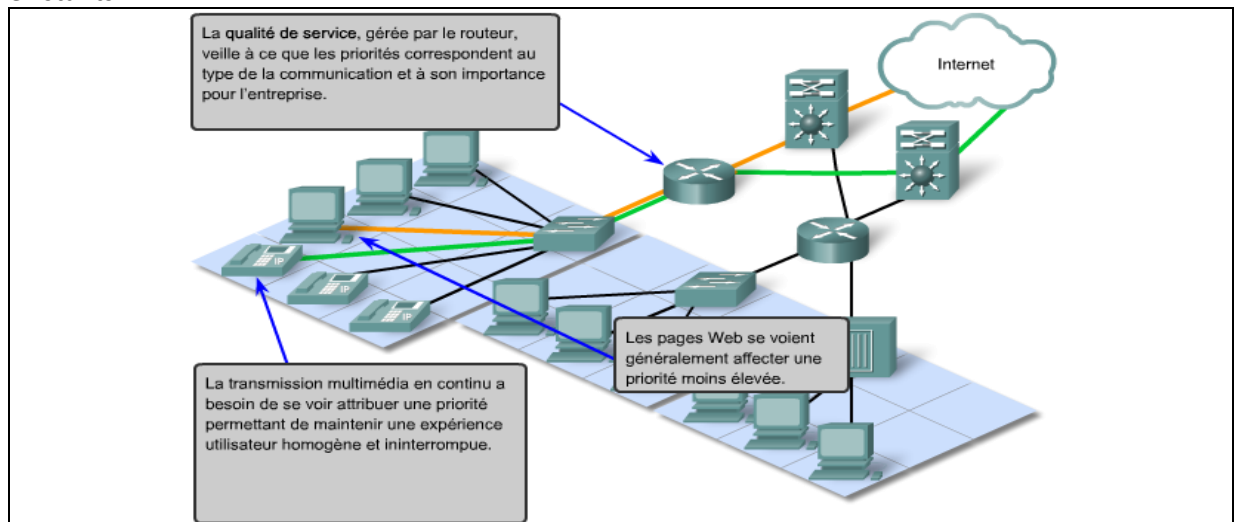 La qualité de service, gérée par le routeur,
veille à ce que les priorités correspondent au
type de la communication et à son importance
pour l'entreprise.
Internet
IP
IP
IP
Les pages Web se voient
généralement affecter une
priorité moins élevée.
La transmission multimédia en continu a
besoin de se voir attribuer une priorité
permettant de maintenir une expérience
utilisateur homogène et ininterrompue.